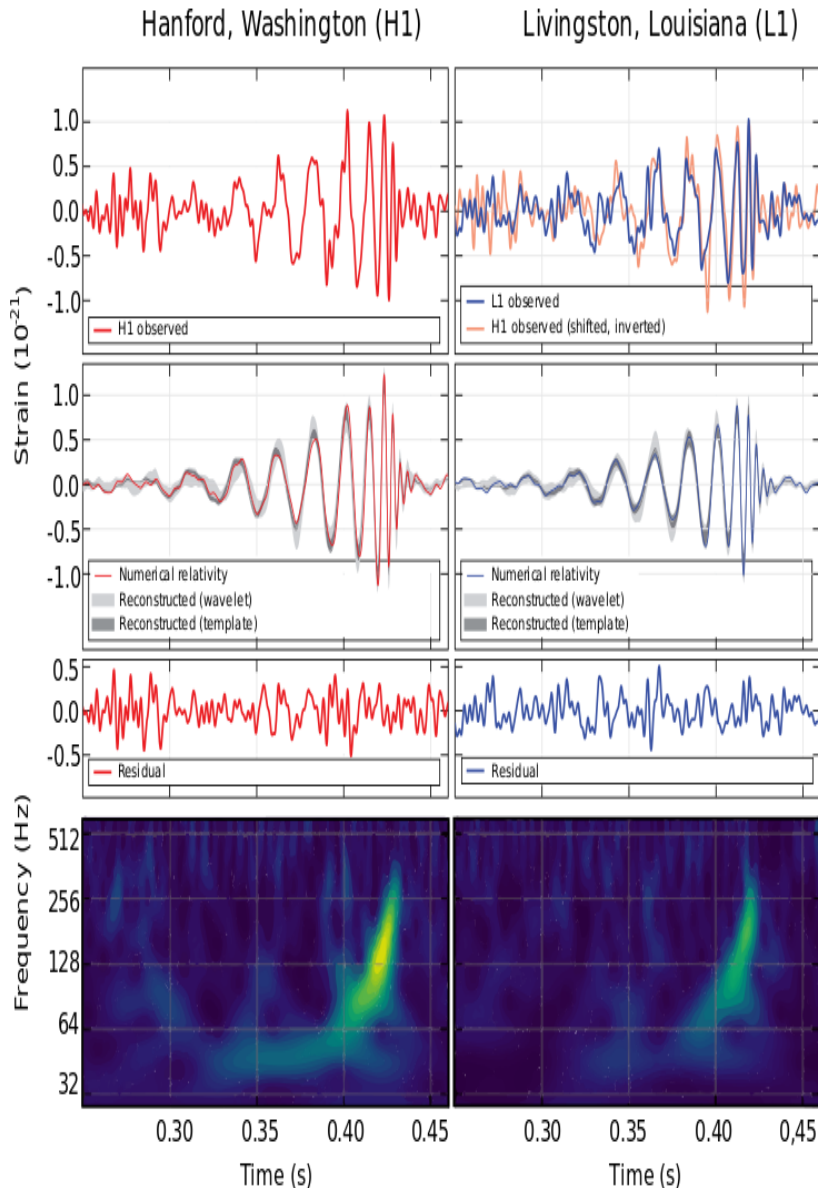 Hanford, Washington (H1)
Livingston, Louisiana (L1)
Strain (10⁻²¹)
1.0
0.5
0.0
-0.5
-1.0
H1 observed
L1 observed
H1 observed (shifted, inverted)
1.0
0.5
0.0
-0.5
-1.0
Numerical relativity
Reconstructed (wavelet)
Reconstructed (template)
Numerical relativity
Reconstructed (wavelet)
Reconstructed (template)
0.5
0.0
-0.5
Residual
Residual
Frequency (Hz)
512
256
128
64
32
0.30 0.35 0.40 0.45
0.30 0.35 0.40 0,45
Time (s)
Time (s)